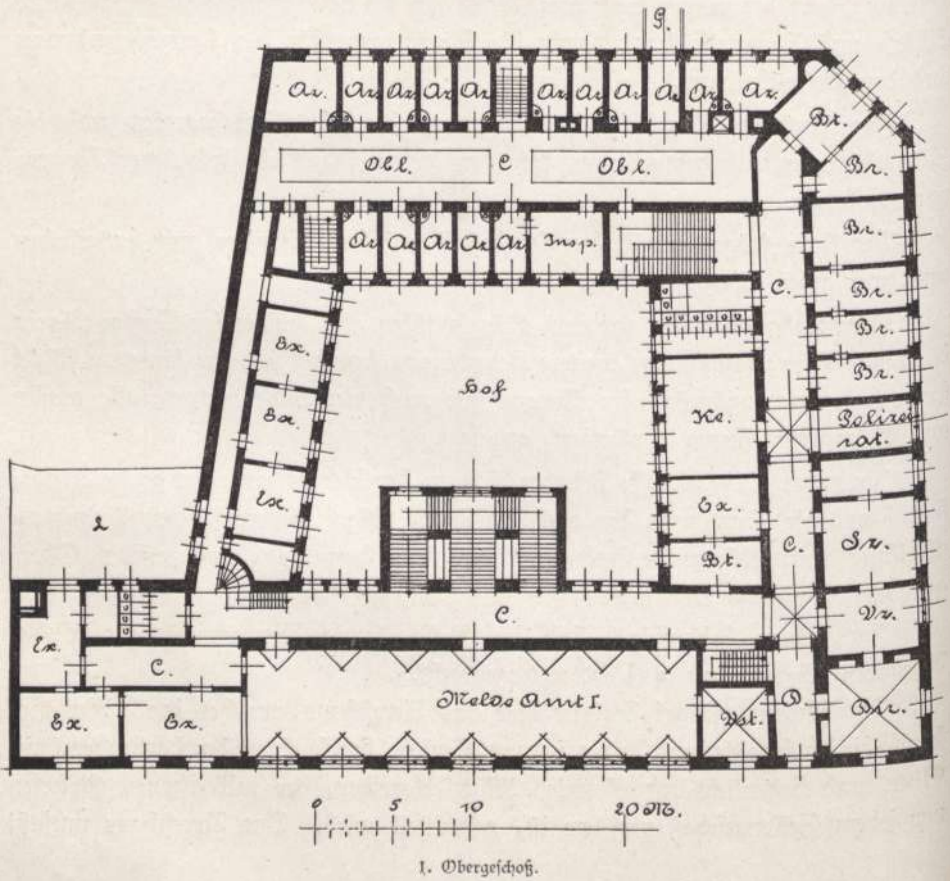 G.
Ar. Ar. Ar. Ar. Ar. Ar. Ar. Ar. Ar. Ar. Ar. Br.
Obl. C Obl. Br.
Ar. Ar. Ar. Ar. Ar. Insp. Br.
C.
Ex. Br.
Br.
Hof Br.
Ex. Ke. Polizei-
rat.
Ex. Ex.
Bt. C. Sr.
C. Vr.
Ex. C.
Melde Amt I.
Ex. Ex. Vst.
0 5 10 20 M.
I. Obergeschoß.